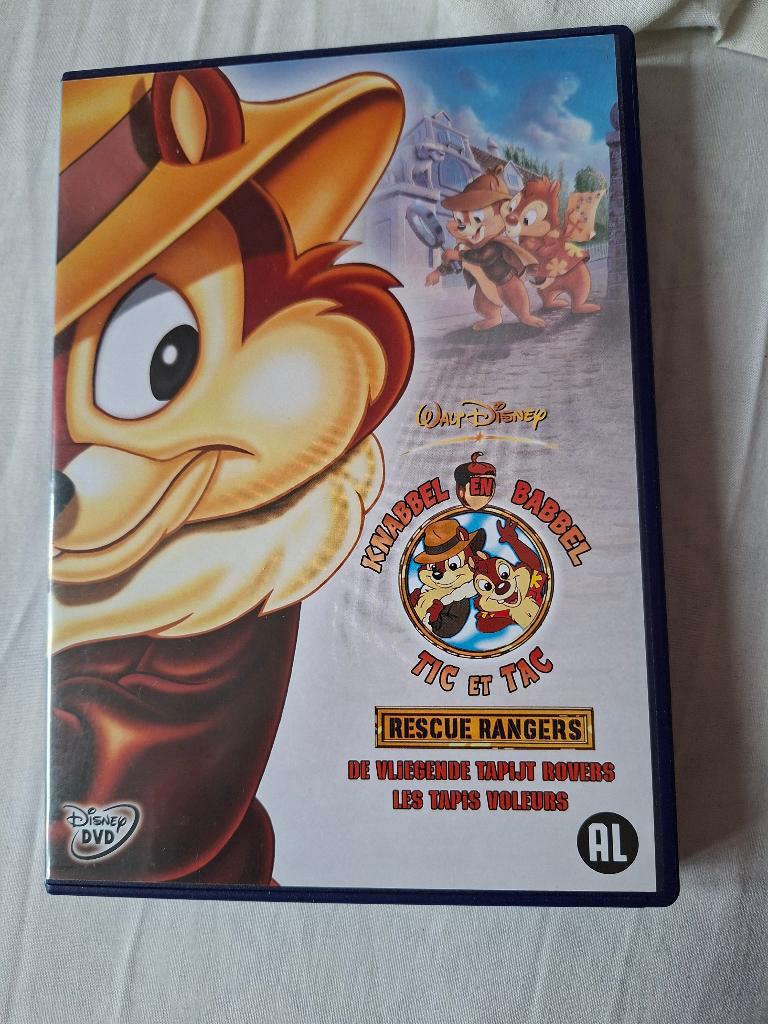 WALT DISNEY
KNABBEL EN BABBEL
TIC ET TAC
RESCUE RANGERS
DE VLIEGENDE TAPIJT ROVERS
LES TAPIS VOLEURS
DISNEY
DVD
AL